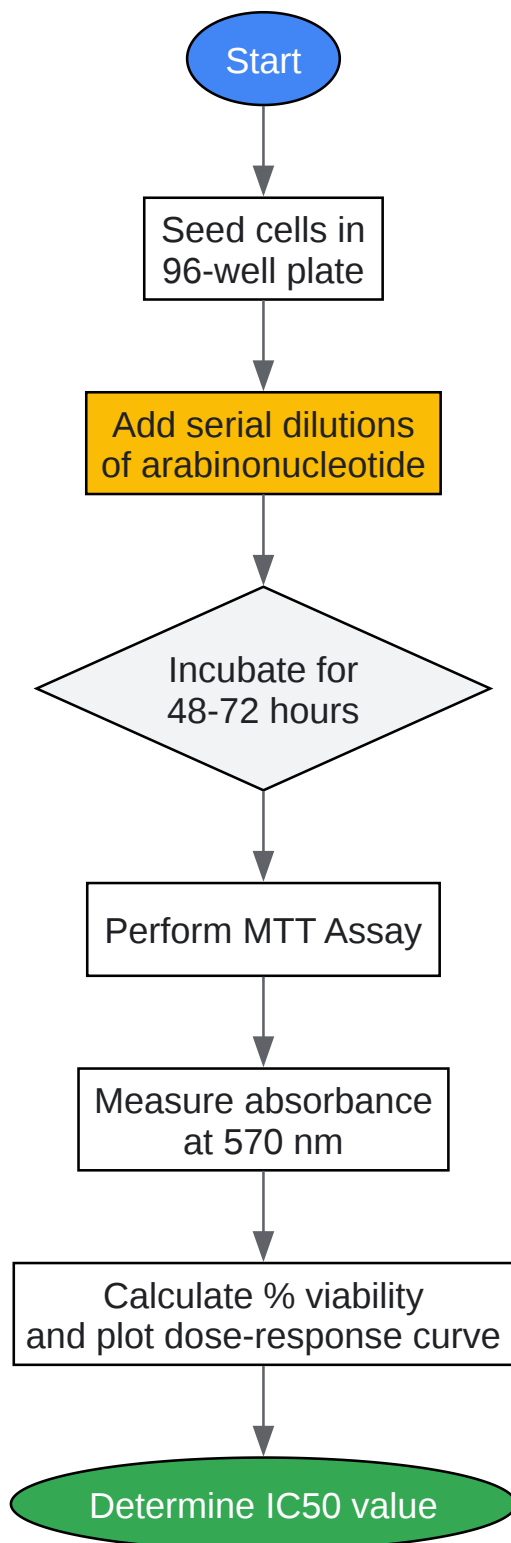 Start
Seed cells in
96-well plate
Add serial dilutions
of arabinonucleotide
Incubate for
48-72 hours
Perform MTT Assay
Measure absorbance
at 570 nm
Calculate % viability
and plot dose-response curve
Determine IC50 value